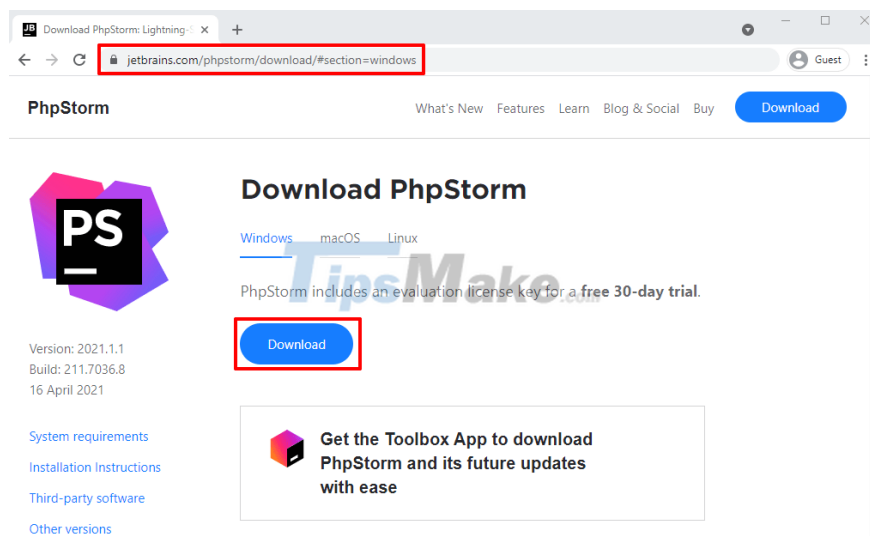 JB
Download PhpStorm: Lightning-S
jetbrains.com/phpstorm/download/#section=windows
Guest
PhpStorm
What's New Features Learn Blog & Social Buy Download
Download PhpStorm
PS
Windows macOS Linux
TipsMake.com
PhpStorm includes an evaluation license key for a free 30-day trial.
Download
Version: 2021.1.1
Build: 211.7036.8
16 April 2021
System requirements
Installation Instructions
Third-party software
Other versions
Get the Toolbox App to download
PhpStorm and its future updates
with ease